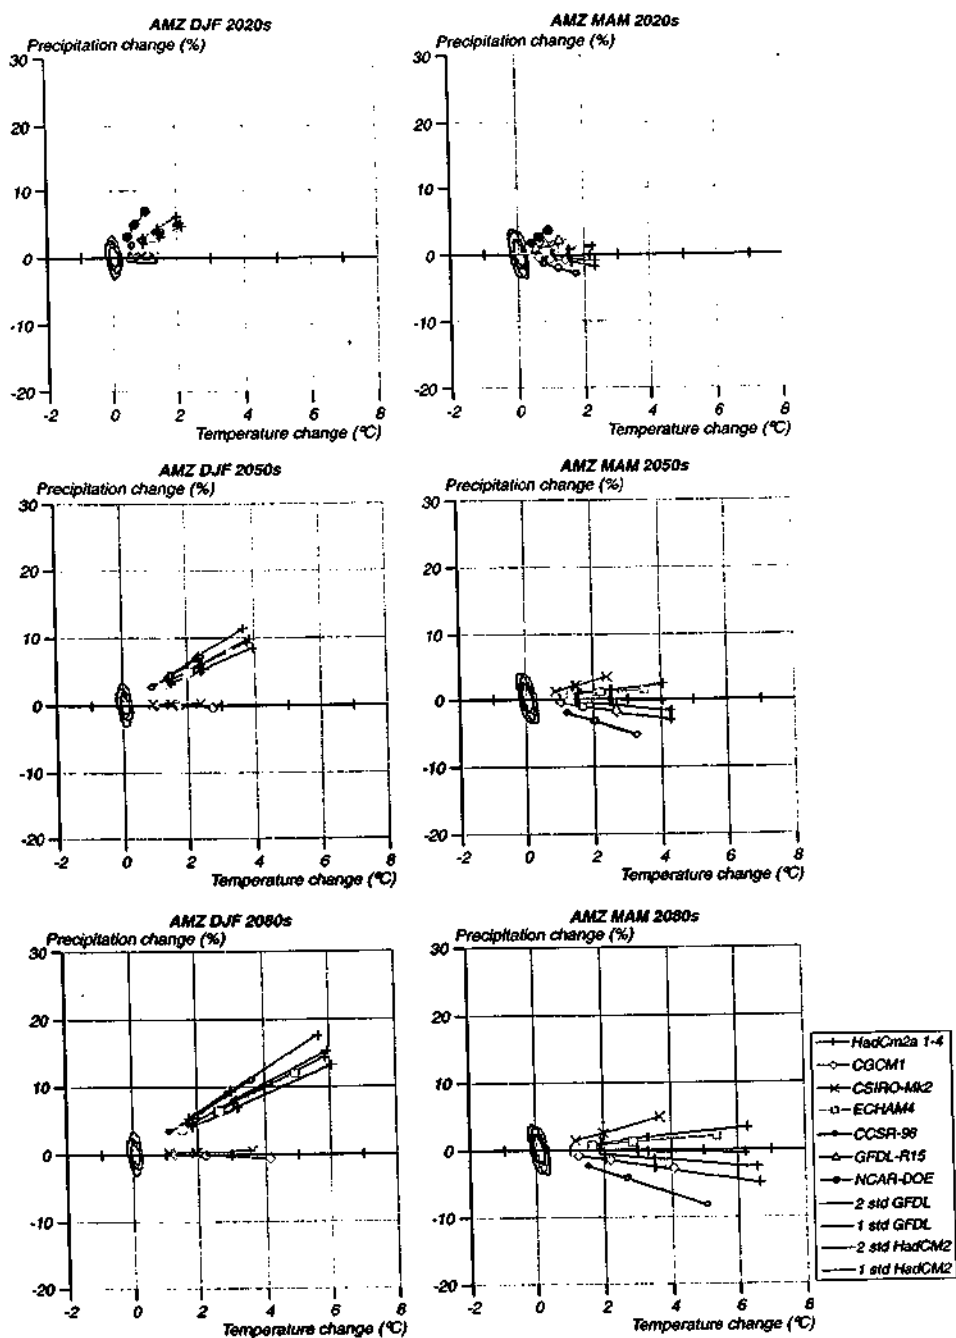 AMZ DJF 2020s
Precipitation change (%)
30
20
10
0
-10
-20
-2 0 2 4 6 8
Temperature change (°C)
AMZ MAM 2020s
Precipitation change (%)
30
20
10
0
-10
-20
-2 0 2 4 6 8
Temperature change (°C)
AMZ DJF 2050s
Precipitation change (%)
30
20
10
0
-10
-20
-2 0 2 4 6 8
Temperature change (°C)
AMZ MAM 2050s
Precipitation change (%)
30
20
10
0
-10
-20
-2 0 2 4 6 8
Temperature change (°C)
AMZ DJF 2080s
Precipitation change (%)
30
20
10
0
-10
-20
-2 0 2 4 6 8
Temperature change (°C)
AMZ MAM 2080s
Precipitation change (%)
30
20
10
0
-10
-20
-2 0 2 4 6 8
Temperature change (°C)
HadCm2a 1-4
CGCM1
CSIRO-Mk2
ECHAM4
CCSR-98
GFDL-R15
NCAR-DOE
2 std GFDL
1 std GFDL
2 std HadCM2
1 std HadCM2